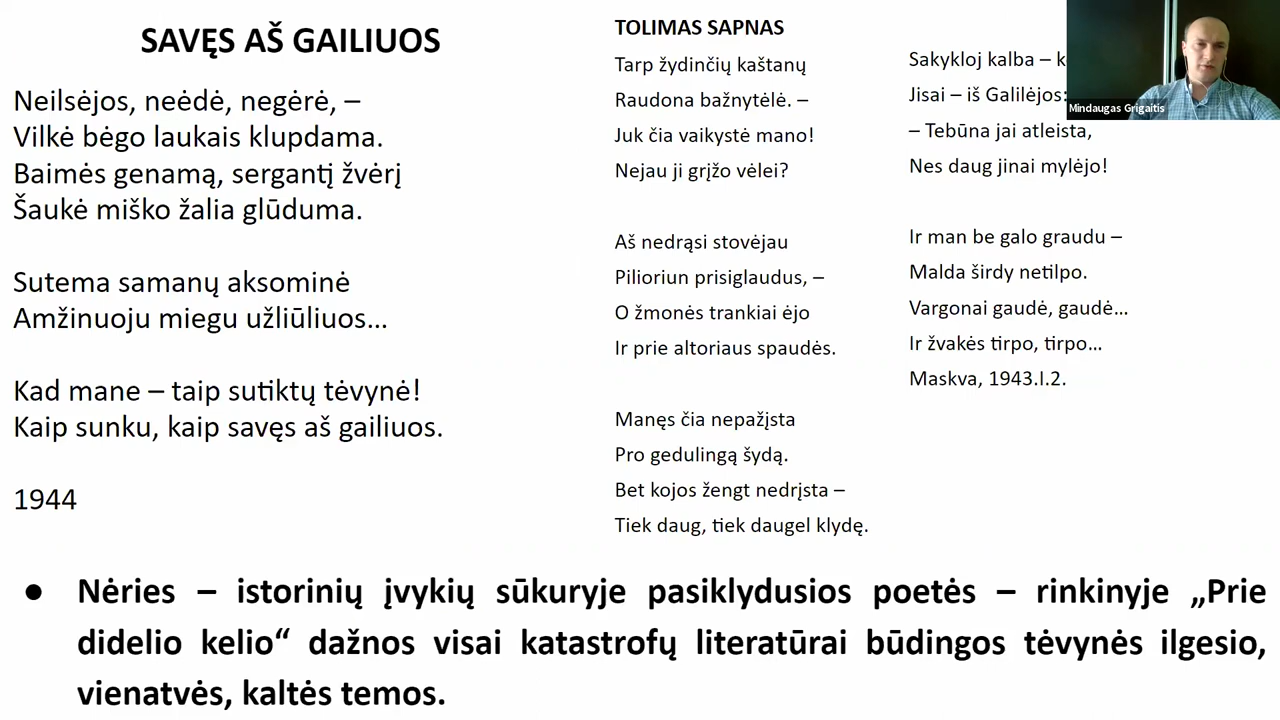 SAVĘS AŠ GAILIUOS
Neilsėjos, neėdė, negėrė, –
Vilkė bėgo laukais klupdama.
Baimės genamą, sergantį žvėrį
Šaukė miško žalia glūduma.
Sutema samanų aksominė
Amžinuoju miegu užliūliuos...
Kad mane – taip sutiktų tėvynė!
Kaip sunku, kaip savęs aš gailiuos.
1944
TOLIMAS SAPNAS
Tarp žydinčių kaštanų
Raudona bažnytėlė. –
Juk čia vaikystė mano!
Nejau ji grįžo vėlei?
Aš nedrąsi stovėjau
Pilioriun prisiglaudus, –
O žmonės trankiai ėjo
Ir prie altoriaus spaudės.
Manęs čia nepažįsta
Pro gedulingą šydą.
Bet kojos žengt nedrįsta –
Tiek daug, tiek daugel klydę.
Sakykloj kalba –
Jisai – iš Galilėjos:
– Tebūna jai atleista,
Nes daug jinai mylėjo!
Ir man be galo graudu –
Malda širdy netilpo.
Vargonai gaudė, gaudė...
Ir žvakės tirpo, tirpo...
Maskva, 1943.I.2.
Mindaugas Grigaitis
● Nėries – istorinių įvykių sūkuryje pasiklydusios poetės – rinkinyje „Prie
didelio kelio“ dažnos visai katastrofų literatūrai būdingos tėvynės ilgesio,
vienatvės, kaltės temos.